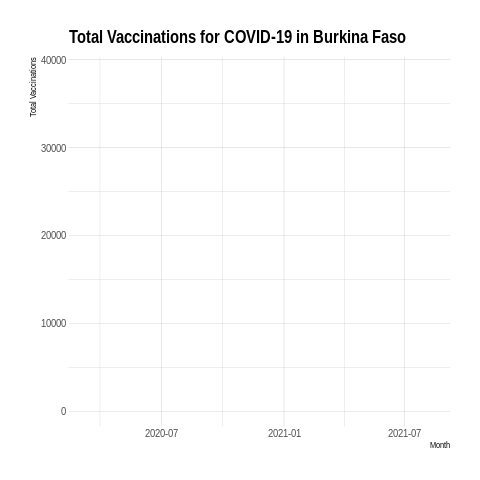 Total Vaccinations for COVID-19 in Burkina Faso
Total Vaccinations
40000
30000
20000
10000
0
2020-07 2021-01 2021-07
Month